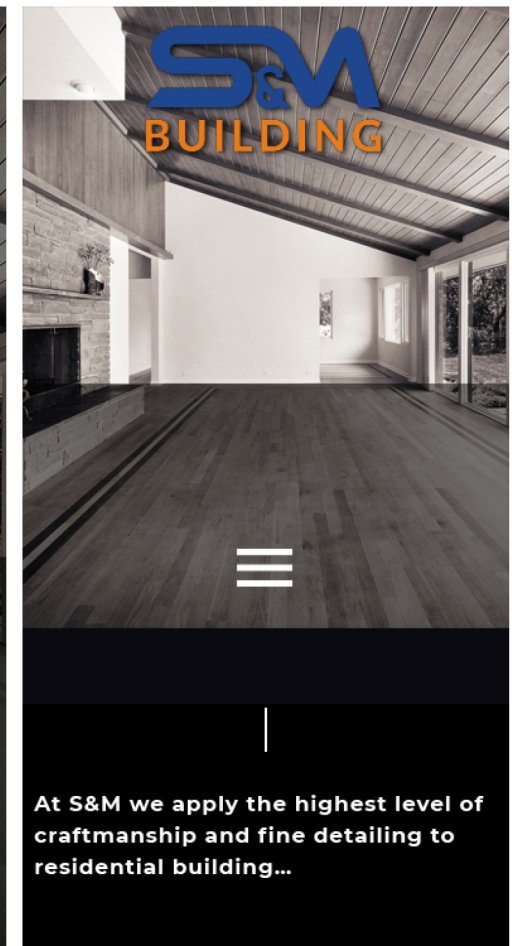 S&M
BUILDING
At S&M we apply the highest level of
craftmanship and fine detailing to
residential building...